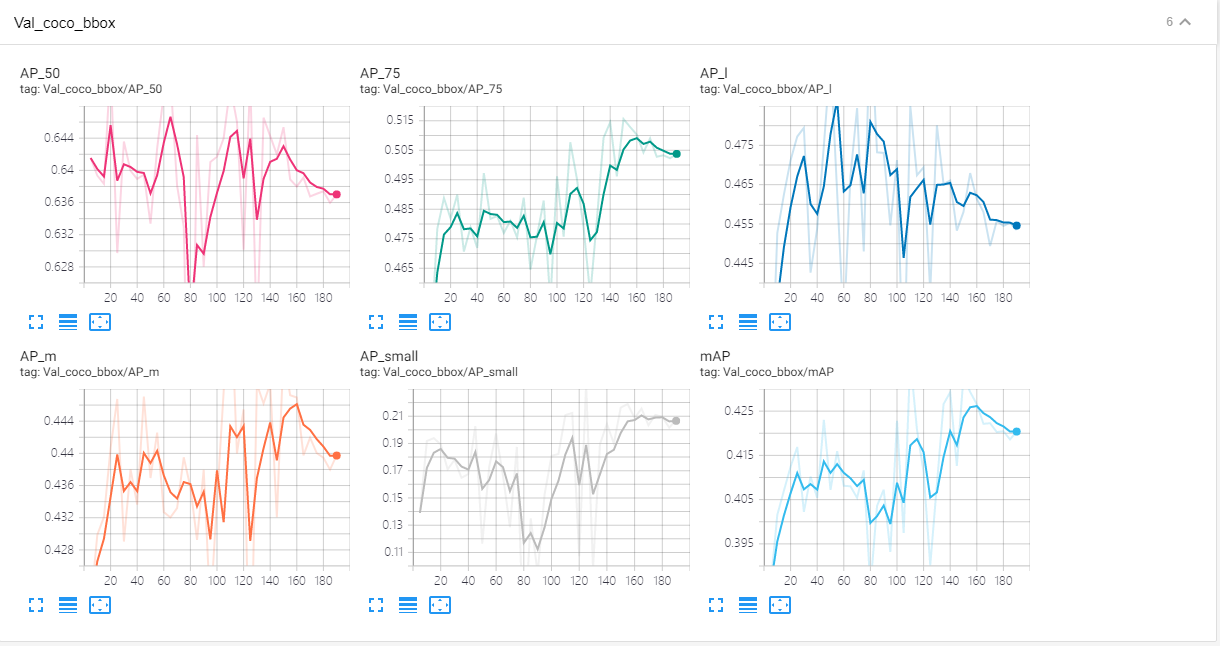 Val_coco_bbox 6
AP_50 AP_75 AP_l
tag: Val_coco_bbox/AP_50 tag: Val_coco_bbox/AP_75 tag: Val_coco_bbox/AP_l
0.644
0.64
0.636
0.632
0.628
20 40 60 80 100 120 140 160 180
0.515
0.505
0.495
0.485
0.475
0.465
20 40 60 80 100 120 140 160 180
0.475
0.465
0.455
0.445
20 40 60 80 100 120 140 160 180
AP_m AP_small mAP
tag: Val_coco_bbox/AP_m tag: Val_coco_bbox/AP_small tag: Val_coco_bbox/mAP
0.444
0.44
0.436
0.432
0.428
20 40 60 80 100 120 140 160 180
0.21
0.19
0.17
0.15
0.13
0.11
20 40 60 80 100 120 140 160 180
0.425
0.415
0.405
0.395
20 40 60 80 100 120 140 160 180